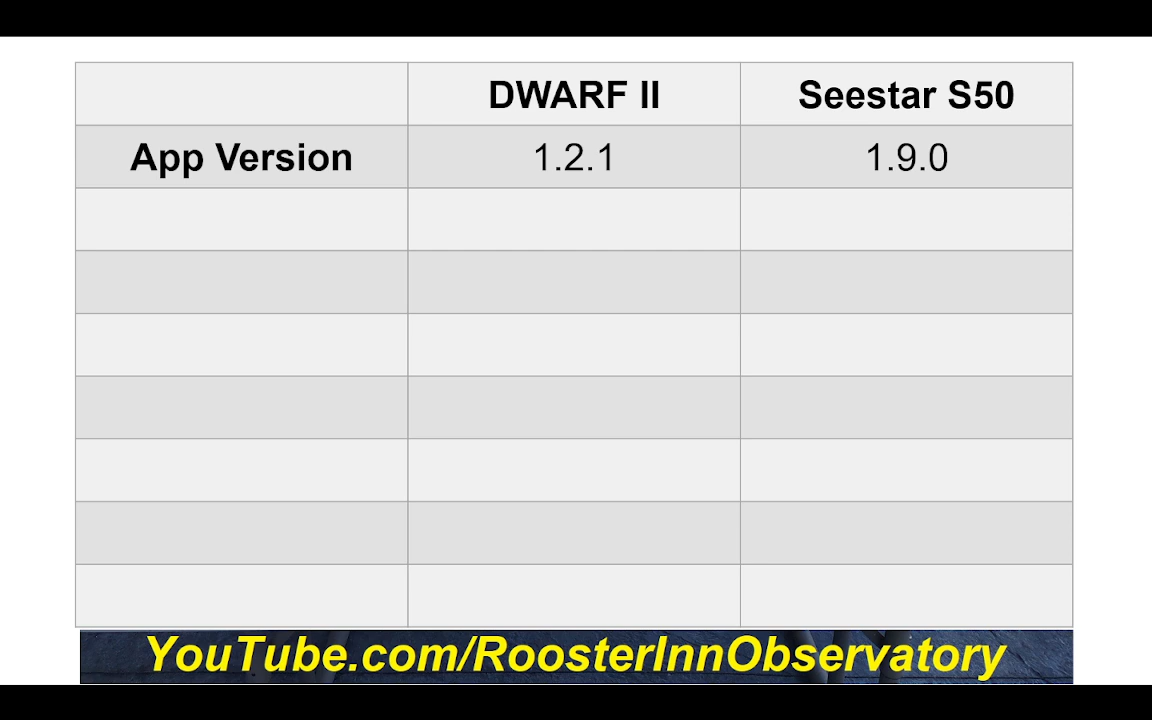 DWARF II Seestar S50
App Version 1.2.1 1.9.0
YouTube.com/RoosterInnObservatory